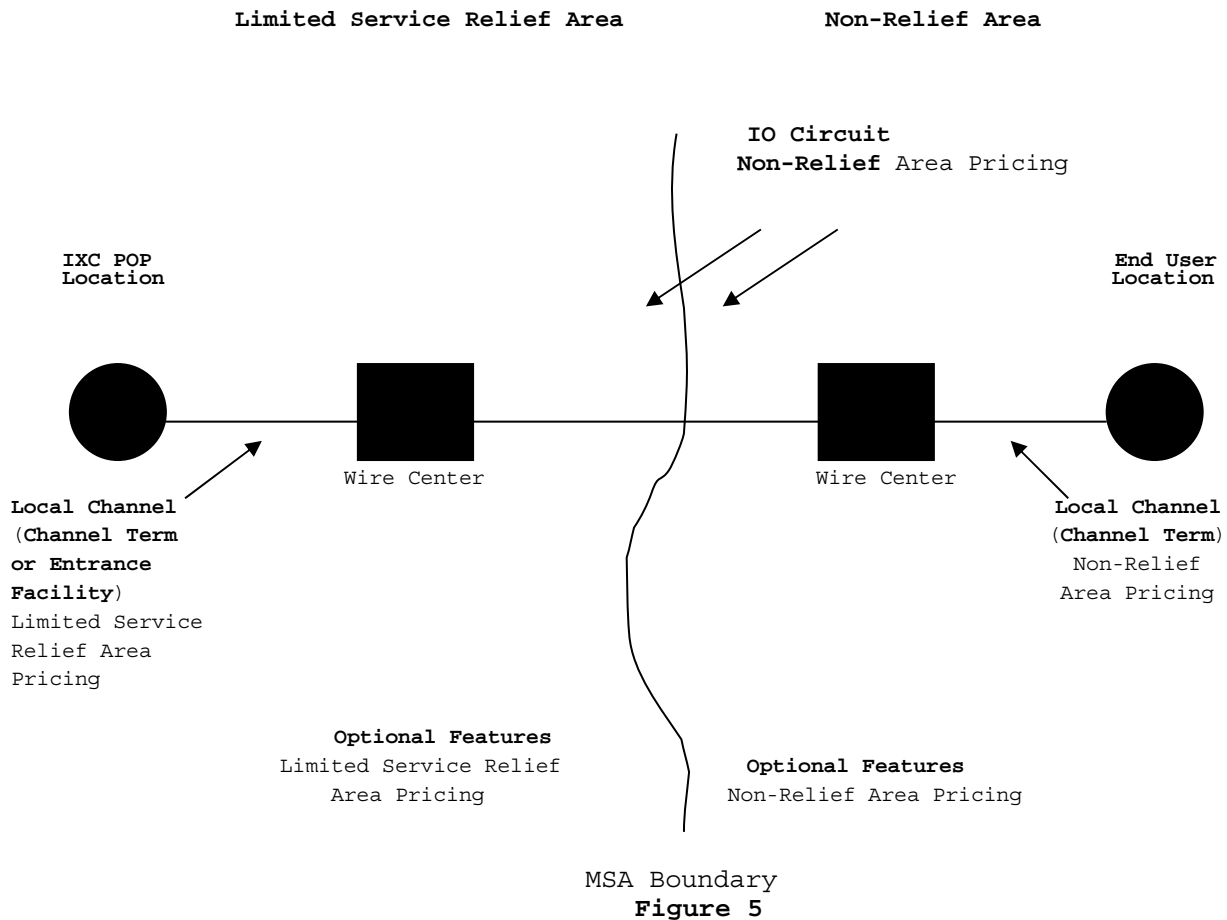 Limited Service Relief Area
Non-Relief Area
IO Circuit
Non-Relief Area Pricing
IXC POP
Location
End User
Location
Wire Center
Wire Center
Local Channel
(Channel Term
or Entrance
Facility)
Limited Service
Relief Area
Pricing
Local Channel
(Channel Term)
Non-Relief
Area Pricing
Optional Features
Limited Service Relief
Area Pricing
Optional Features
Non-Relief Area Pricing
MSA Boundary
Figure 5